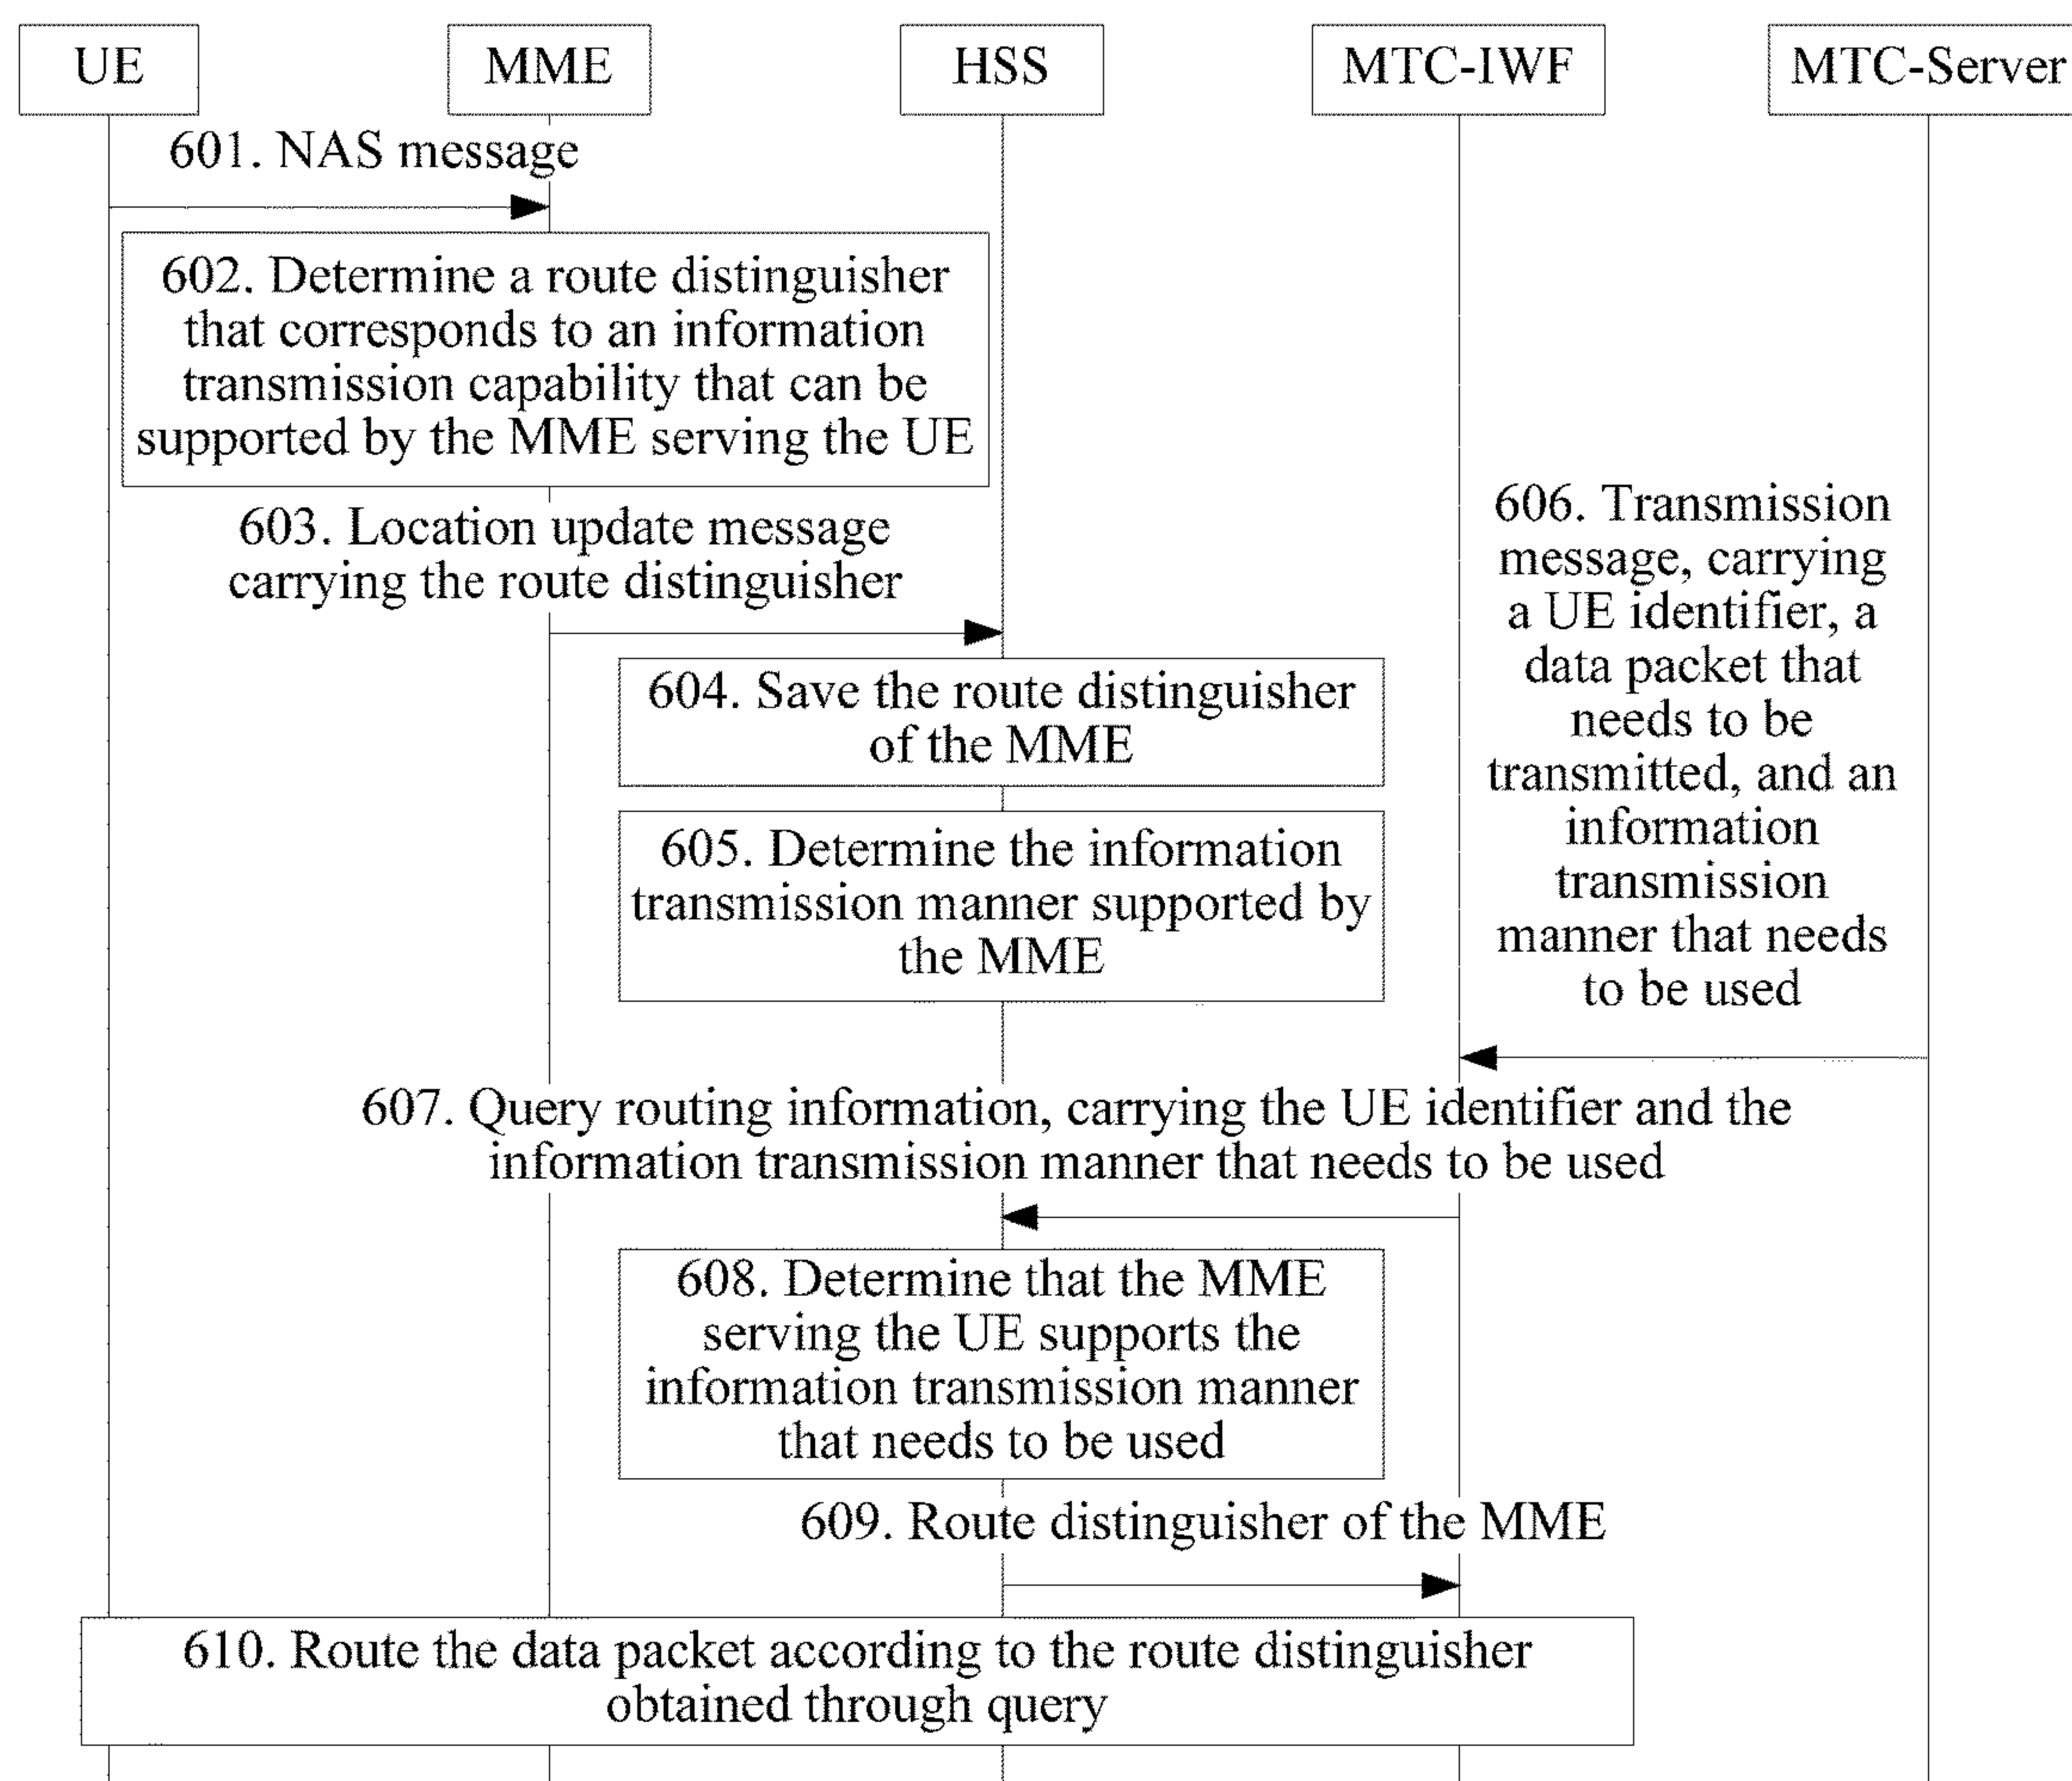 UE
MME
HSS
MTC-IWF
MTC-Server
601. NAS message
602. Determine a route distinguisher
that corresponds to an information
transmission capability that can be
supported by the MME serving the UE
603. Location update message
carrying the route distinguisher
604. Save the route distinguisher
of the MME
605. Determine the information
transmission manner supported by
the MME
606. Transmission
message, carrying
a UE identifier, a
data packet that
needs to be
transmitted, and an
information
transmission
manner that needs
to be used
607. Query routing information, carrying the UE identifier and the
information transmission manner that needs to be used
608. Determine that the MME
serving the UE supports the
information transmission manner
that needs to be used
609. Route distinguisher of the MME
610. Route the data packet according to the route distinguisher
obtained through query